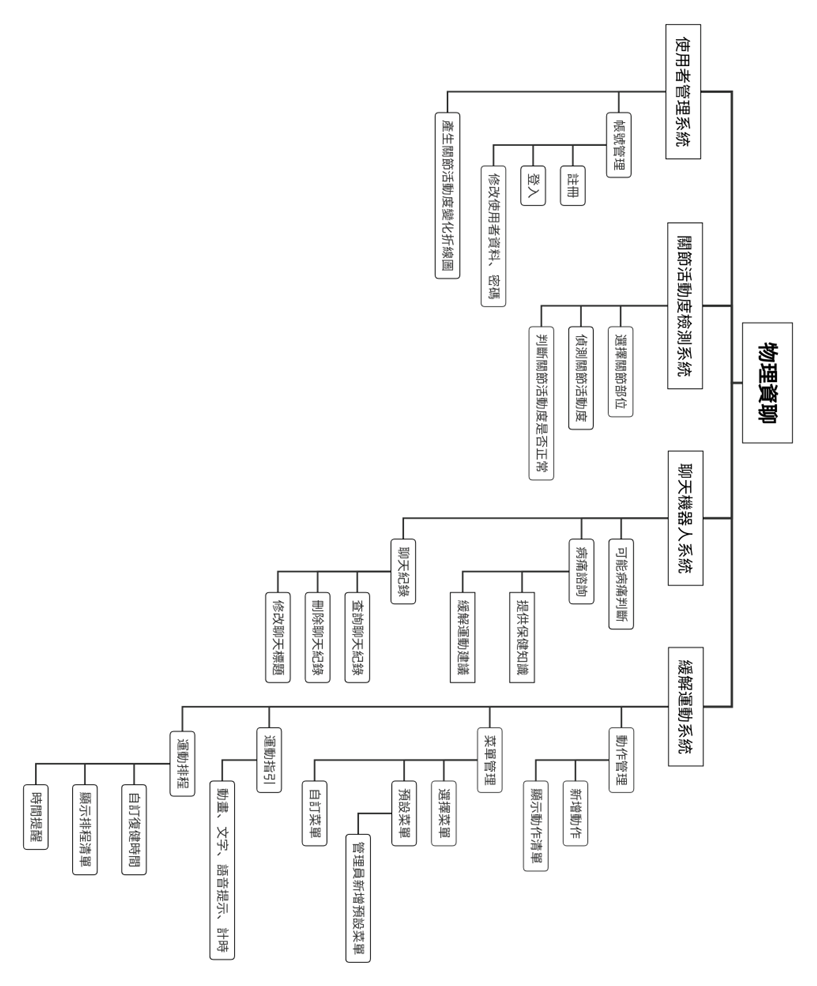 物理資聊
使用者管理系統
帳號管理
註冊
登入
修改使用者資料、密碼
產生關節活動度變化折線圖
關節活動度檢測系統
選擇關節部位
偵測關節活動度
判斷關節活動度是否正常
聊天機器人系統
可能病痛判斷
病痛諮詢
提供保健知識
緩解運動建議
聊天紀錄
查詢聊天紀錄
刪除聊天紀錄
修改聊天標題
緩解運動系統
動作管理
新增動作
顯示動作清單
菜單管理
選擇菜單
預設菜單
管理員新增預設菜單
自訂菜單
運動指引
動畫、文字、語音提示、計時
運動排程
自訂復健時間
顯示排程清單
時間提醒